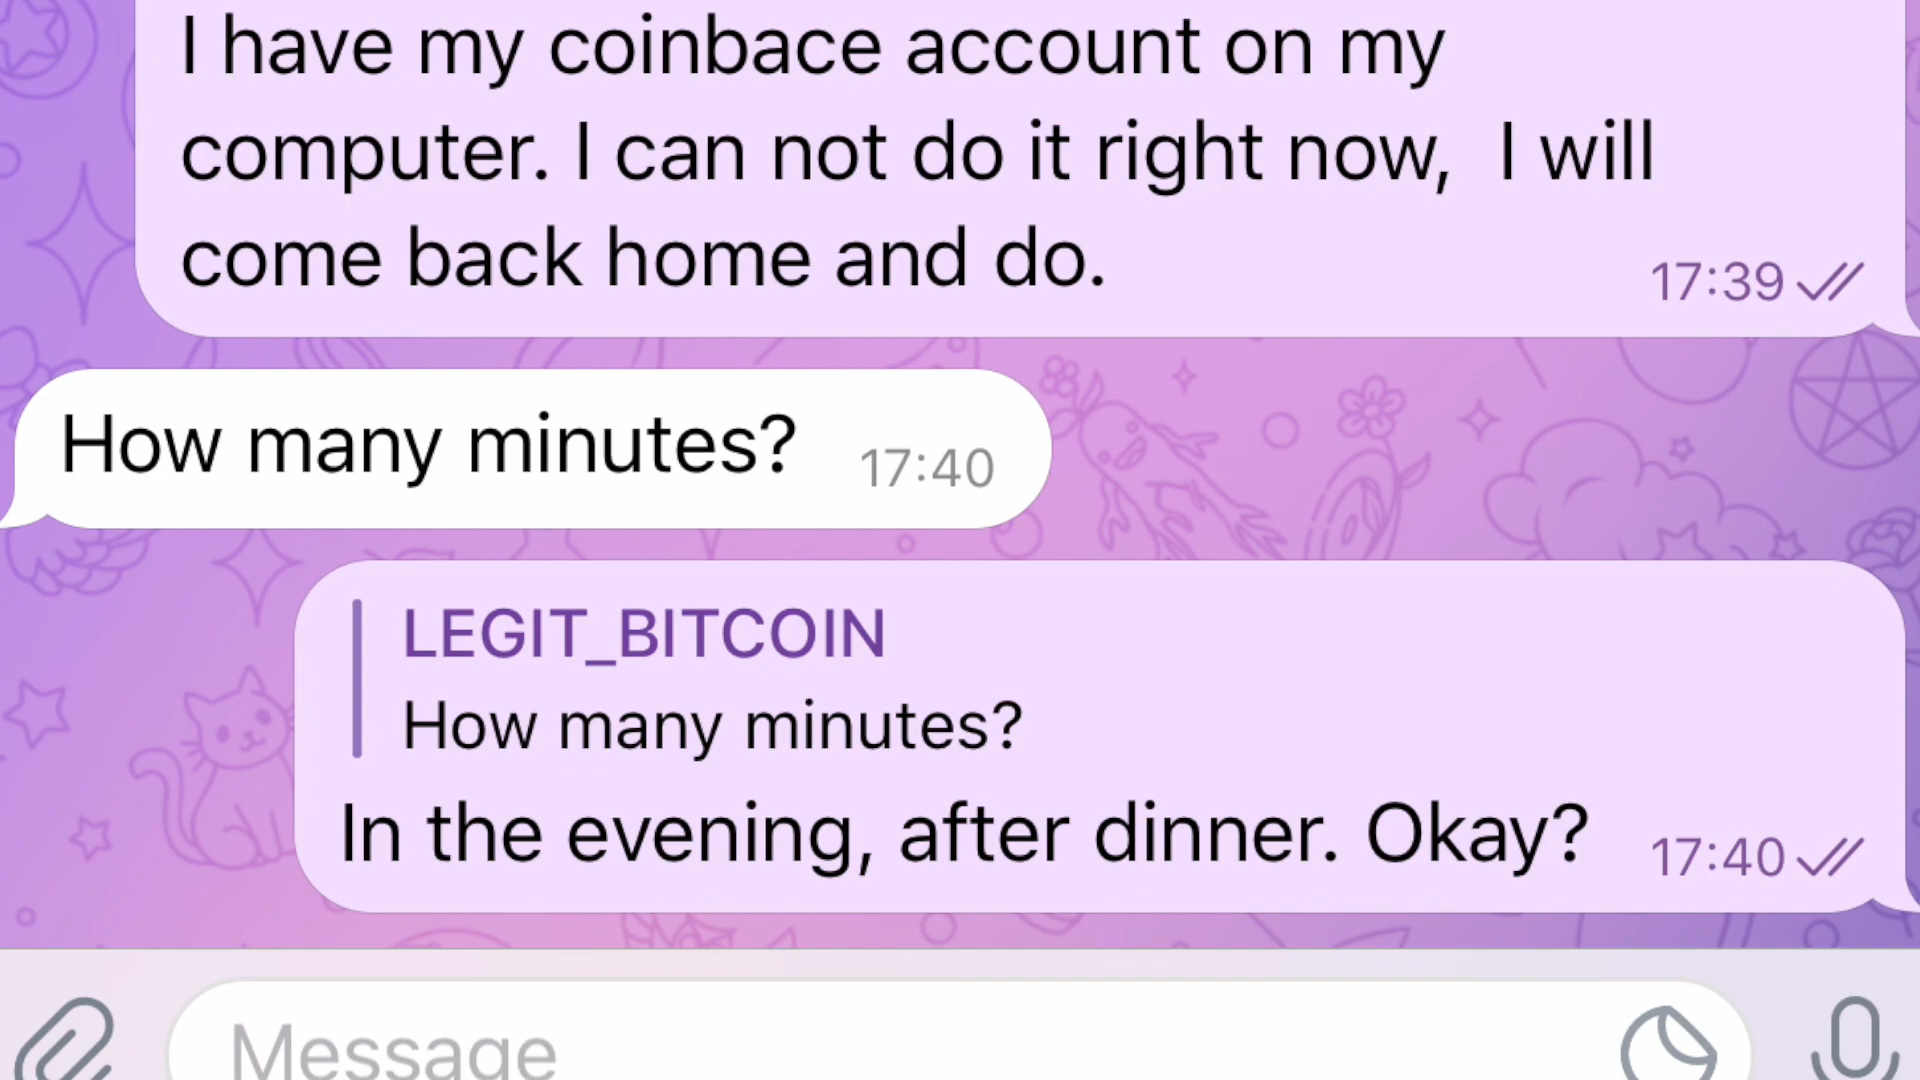 I have my coinbace account on my
computer. I can not do it right now,  I will
come back home and do.
17:39
How many minutes?
17:40
LEGIT_BITCOIN
How many minutes?
In the evening, after dinner. Okay?
17:40
Message